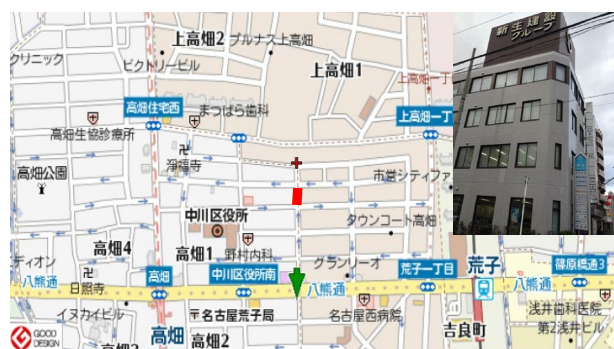 上高畑2
プルナス上高畑
クリニック
ビクトリービル
上高畑1
上高畑一丁
高畑住宅西
まつばら歯科
上高畑一丁
高畑生協診療所
浄福寺
市営シティファ
高畑公園
中川区役所
タウンコート高畑
高畑4
高畑1
野村内科
ディオン
グランリーオ
荒子
八熊通
高畑
中川区役所南
八熊通
荒子一丁目
篠原橋通3
日照寺
イヌカイビル
高畑
〒名古屋荒子局
高畑2
名古屋西病院
吉良町
浅井歯科医院
第2浅井ビル
GOOD
DESIGN
新生建設
グループ